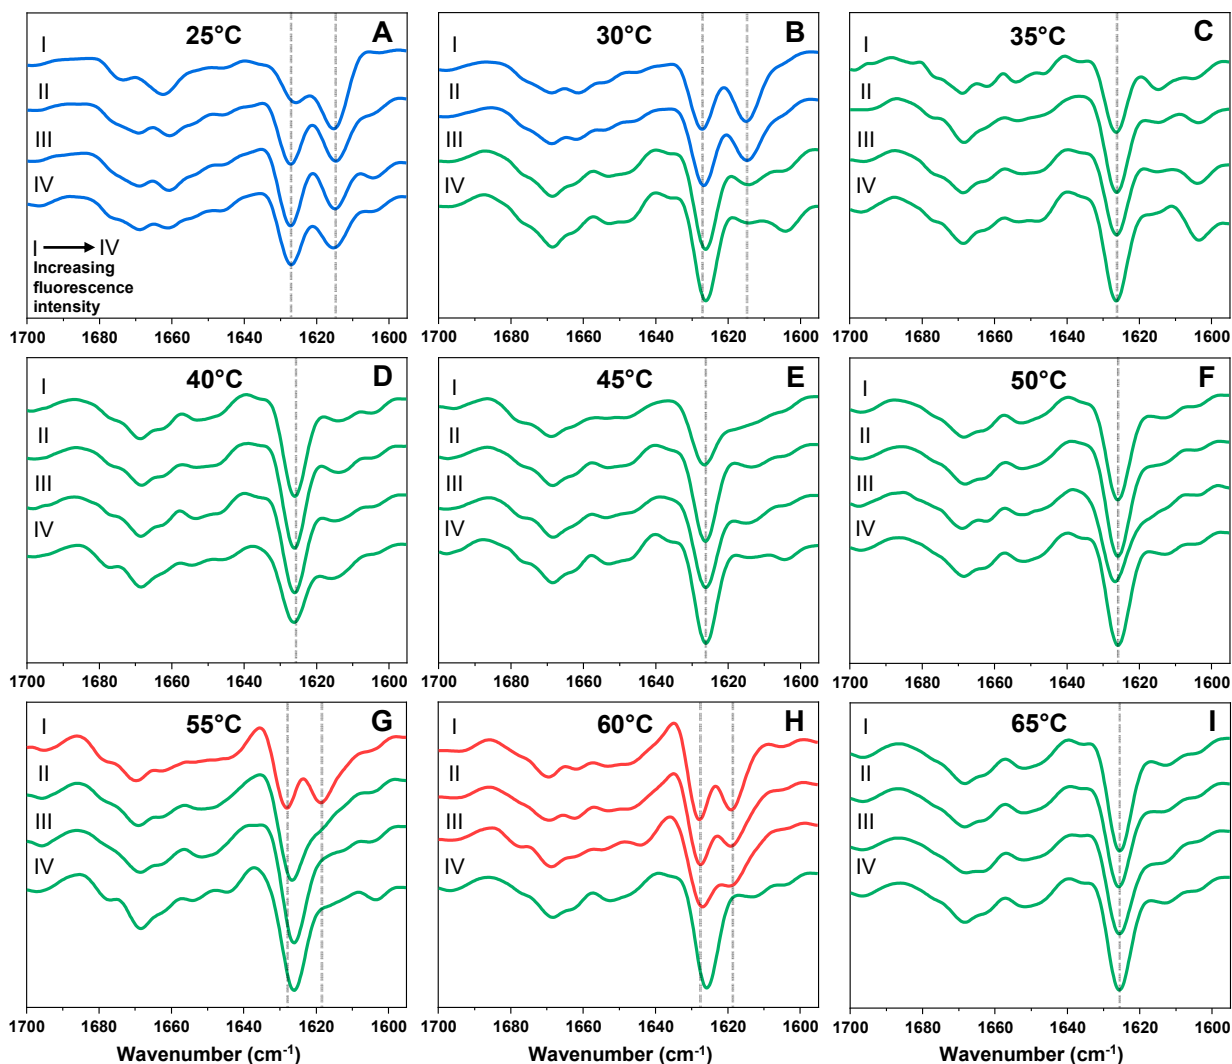 25°C A
I
II
III
IV
I → IV
Increasing
fluorescence
intensity
1700 1680 1660 1640 1620 1600
30°C B
I
II
III
IV
1700 1680 1660 1640 1620 1600
35°C C
I
II
III
IV
1700 1680 1660 1640 1620 1600
40°C D
I
II
III
IV
1700 1680 1660 1640 1620 1600
45°C E
I
II
III
IV
1700 1680 1660 1640 1620 1600
50°C F
I
II
III
IV
1700 1680 1660 1640 1620 1600
55°C G
I
II
III
IV
1700 1680 1660 1640 1620 1600
Wavenumber (cm⁻¹)
60°C H
I
II
III
IV
1700 1680 1660 1640 1620 1600
Wavenumber (cm⁻¹)
65°C I
I
II
III
IV
1700 1680 1660 1640 1620 1600
Wavenumber (cm⁻¹)